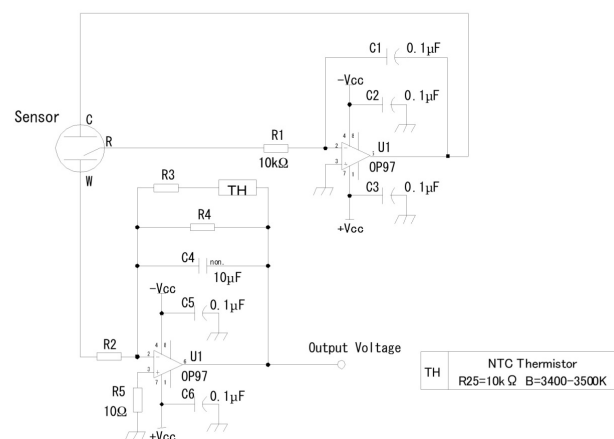 C1 0.1μF
-Vcc
C2 0.1μF
Sensor
C
R
W
R1
10kΩ
4 8
2
3
7 1
U1
OP97
C3 0.1μF
+Vcc
R3
TH
R4
C4 non.
10μF
-Vcc
C5 0.1μF
R2
4 8
2
3
6
7 1
U1
OP97
Output Voltage
R5
10Ω
C6 0.1μF
+Vcc
TH
NTC Thermistor
R25=10k Ω B=3400-3500K